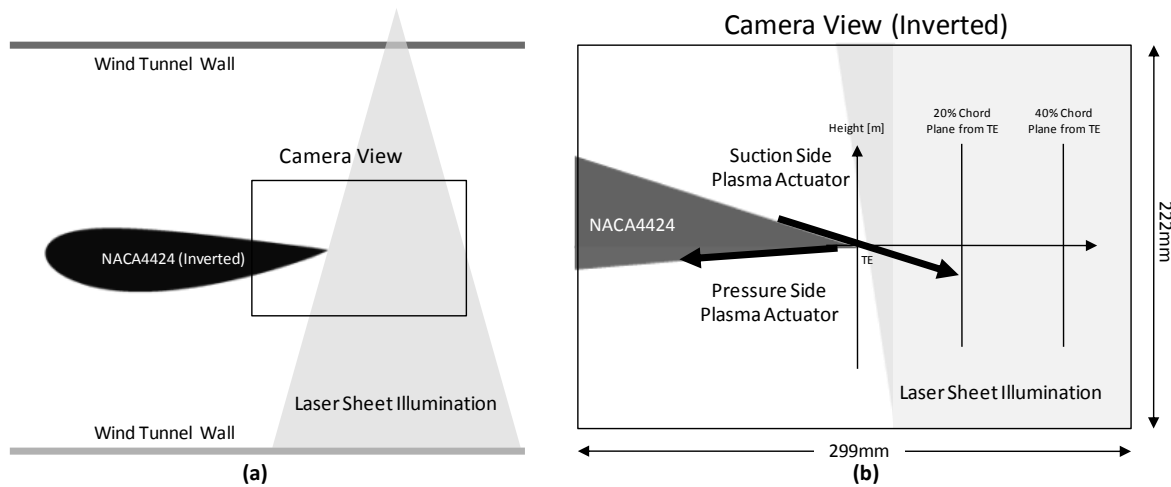 Wind Tunnel Wall
Camera View
NACA4424 (Inverted)
Laser Sheet Illumination
Wind Tunnel Wall
(a)
Camera View (Inverted)
20% Chord
Plane from TE
40% Chord
Plane from TE
Height [m]
Suction Side
Plasma Actuator
NACA4424
TE
Pressure Side
Plasma Actuator
Laser Sheet Illumination
222mm
299mm
(b)